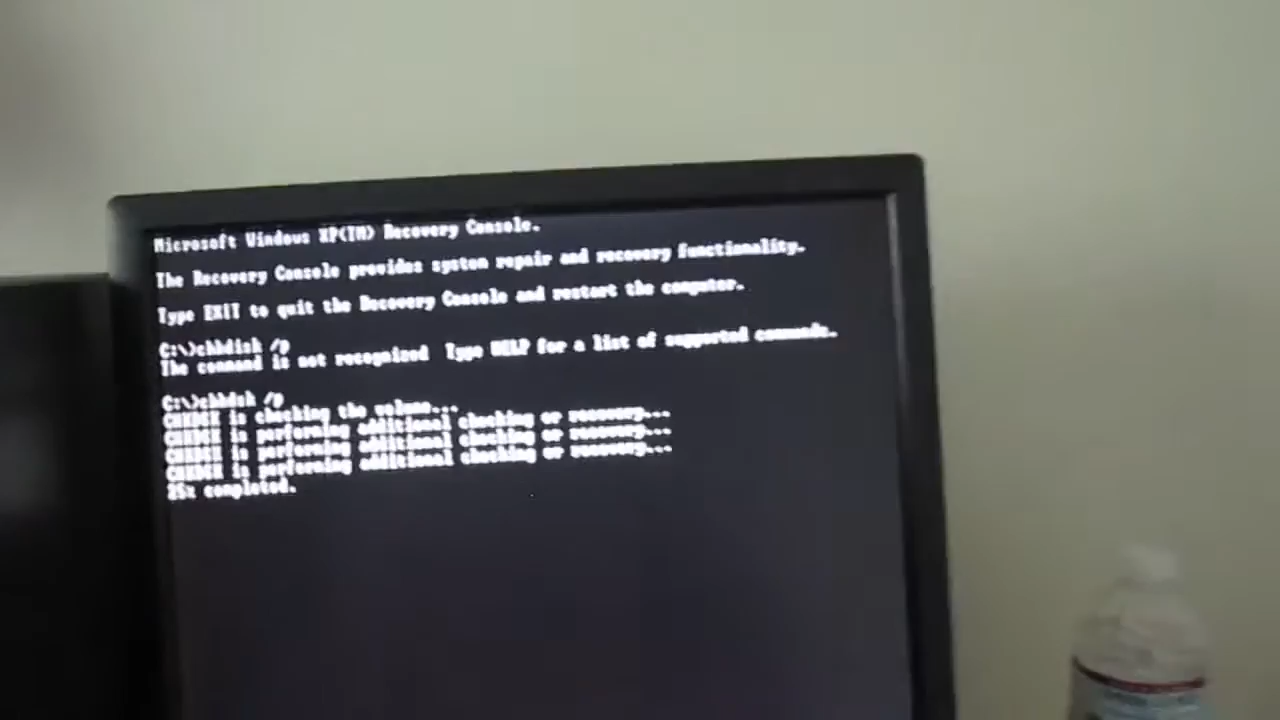 Microsoft Windows XP(TM) Recovery Console.
The Recovery Console provides system repair and recovery functionality.
Type EXIT to quit the Recovery Console and restart the computer.
C:\>chkdisk /p
The command is not recognized  Type HELP for a list of supported commands.
C:\>chkdsk /p
CHKDSK is checking the volume...
CHKDSK is performing additional checking or recovery...
CHKDSK is performing additional checking or recovery...
CHKDSK is performing additional checking or recovery...
25% completed.